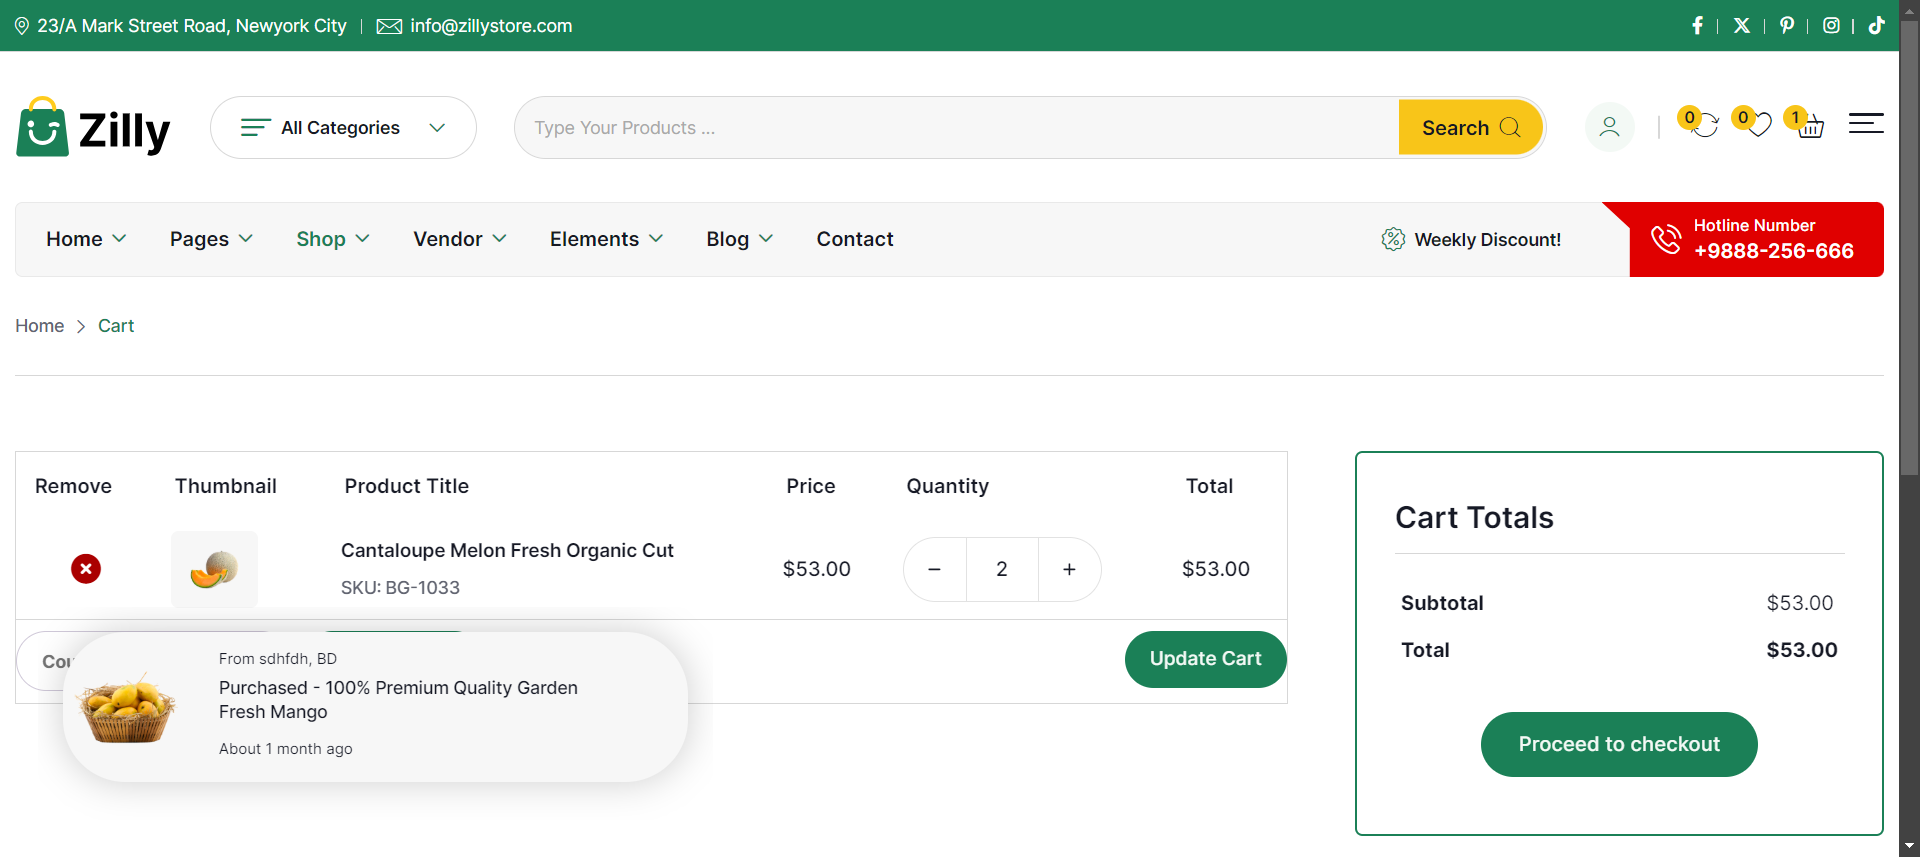 23/A Mark Street Road, Newyork City
info@zillystore.com
Zilly
All Categories
Type Your Products ...
Search
0
0
1
Home
Pages
Shop
Vendor
Elements
Blog
Contact
Weekly Discount!
Hotline Number
+9888-256-666
Home
Cart
Remove
Thumbnail
Product Title
Price
Quantity
Total
Cantaloupe Melon Fresh Organic Cut
SKU: BG-1033
$53.00
2
$53.00
Update Cart
From sdhfdh, BD
Purchased - 100% Premium Quality Garden
Fresh Mango
About 1 month ago
Cart Totals
Subtotal
$53.00
Total
$53.00
Proceed to checkout